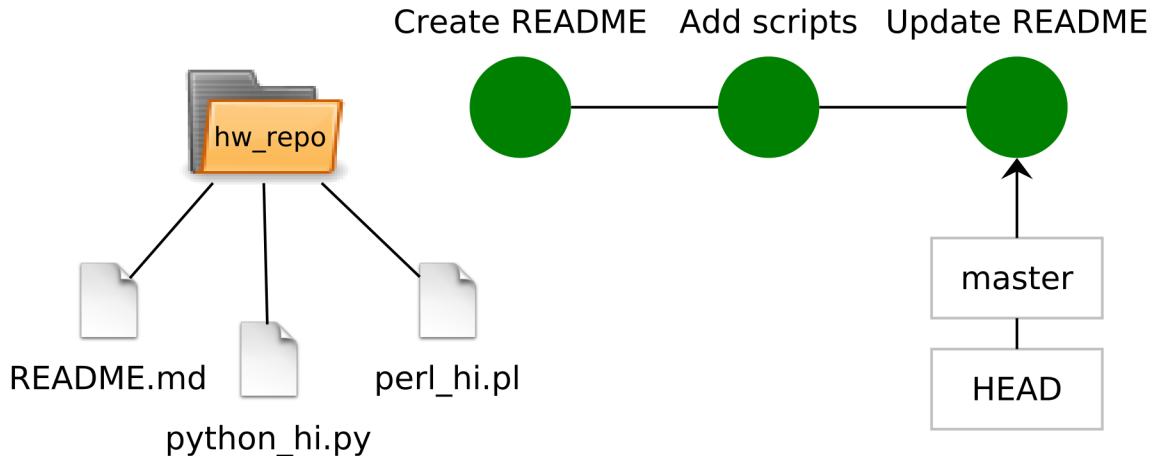 Create README
Add scripts
Update README
hw_repo
master
README.md
perl_hi.pl
HEAD
python_hi.py